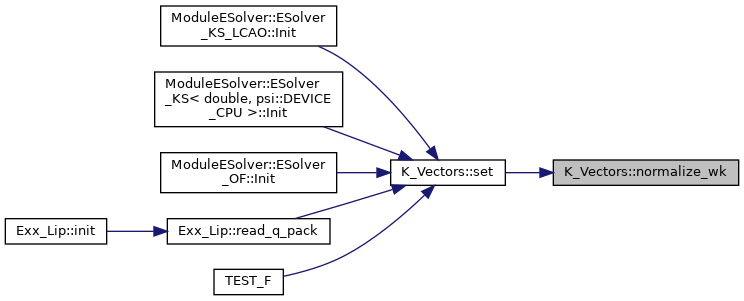 ModuleESolver::ESolver
_KS_LCAO::Init
ModuleESolver::ESolver
_KS< double, psi::DEVICE
_CPU >::Init
ModuleESolver::ESolver
_OF::Init
K_Vectors::set
K_Vectors::normalize_wk
Exx_Lip::init
Exx_Lip::read_q_pack
TEST_F